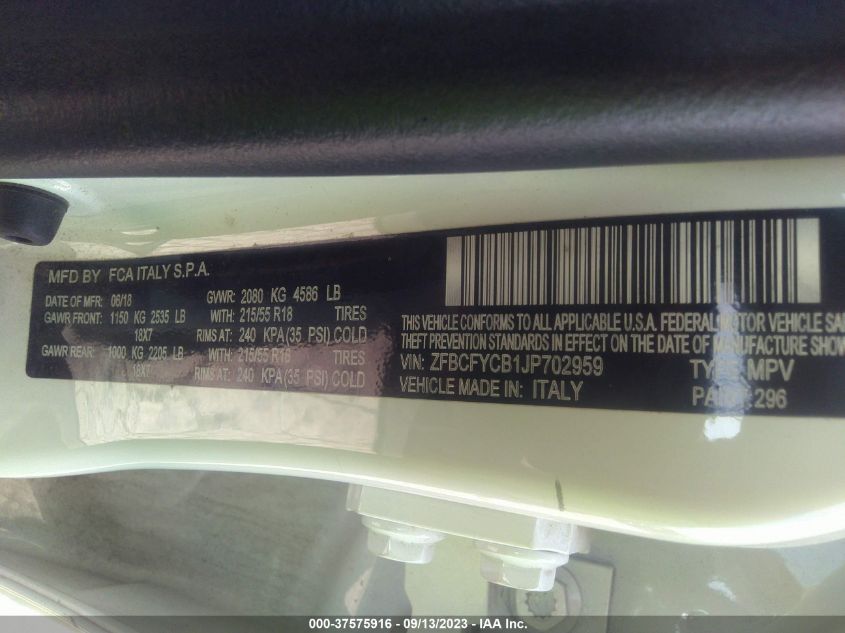 MFD BY FCA ITALY S.P.A.
DATE OF MFR: 06/18 GVWR: 2080 KG 4586 LB
GAWR FRONT: 1150 KG 2535 LB WITH: 215/55 R18 TIRES
18X7 RIMS AT: 240 KPA(35 PSI) COLD
GAWR REAR: 1000 KG 2205 LB WITH: 215/55 R18 TIRES
18X7 RIMS AT: 240 KPA(35 PSI) COLD
THIS VEHICLE CONFORMS TO ALL APPLICABLE U.S.A. FEDERAL MOTOR VEHICLE
THEFT PREVENTION STANDARDS IN EFFECT ON THE DATE OF MANUFACTURE
VIN: ZFBCFYCB1JP702959 TYPE: MPV
VEHICLE MADE IN: ITALY 296
000-37575916 - 09/13/2023 - IAA Inc.